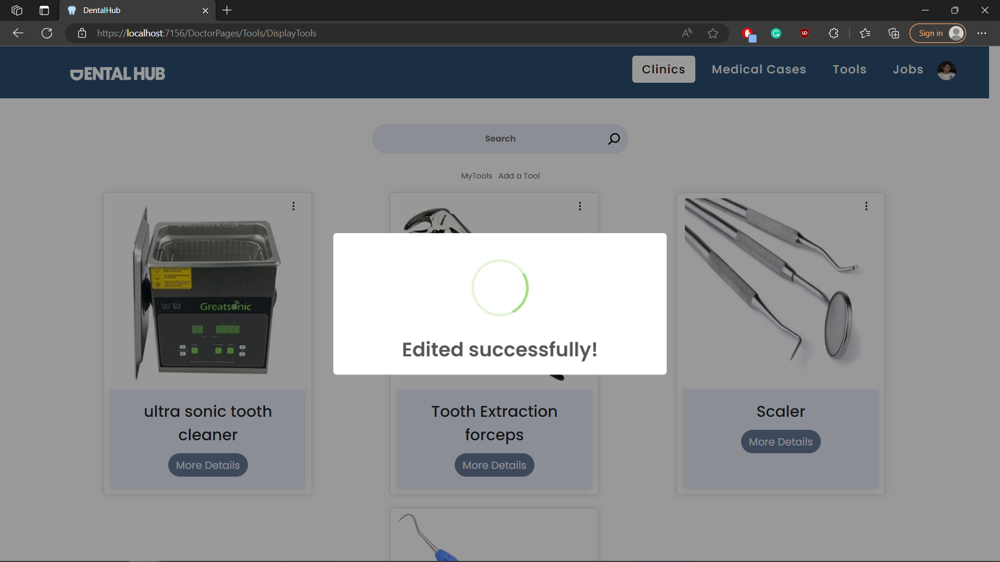 DentalHub
https://localhost:7156/DoctorPages/Tools/DisplayTools
Sign in
DENTAL HUB
Clinics
Medical Cases
Tools
Jobs
Search
MyTools Add a Tool
GreatUltrasonic.co.uk
Greatsonic
Edited successfully!
ultra sonic tooth
cleaner
More Details
Tooth Extraction
forceps
More Details
Scaler
More Details